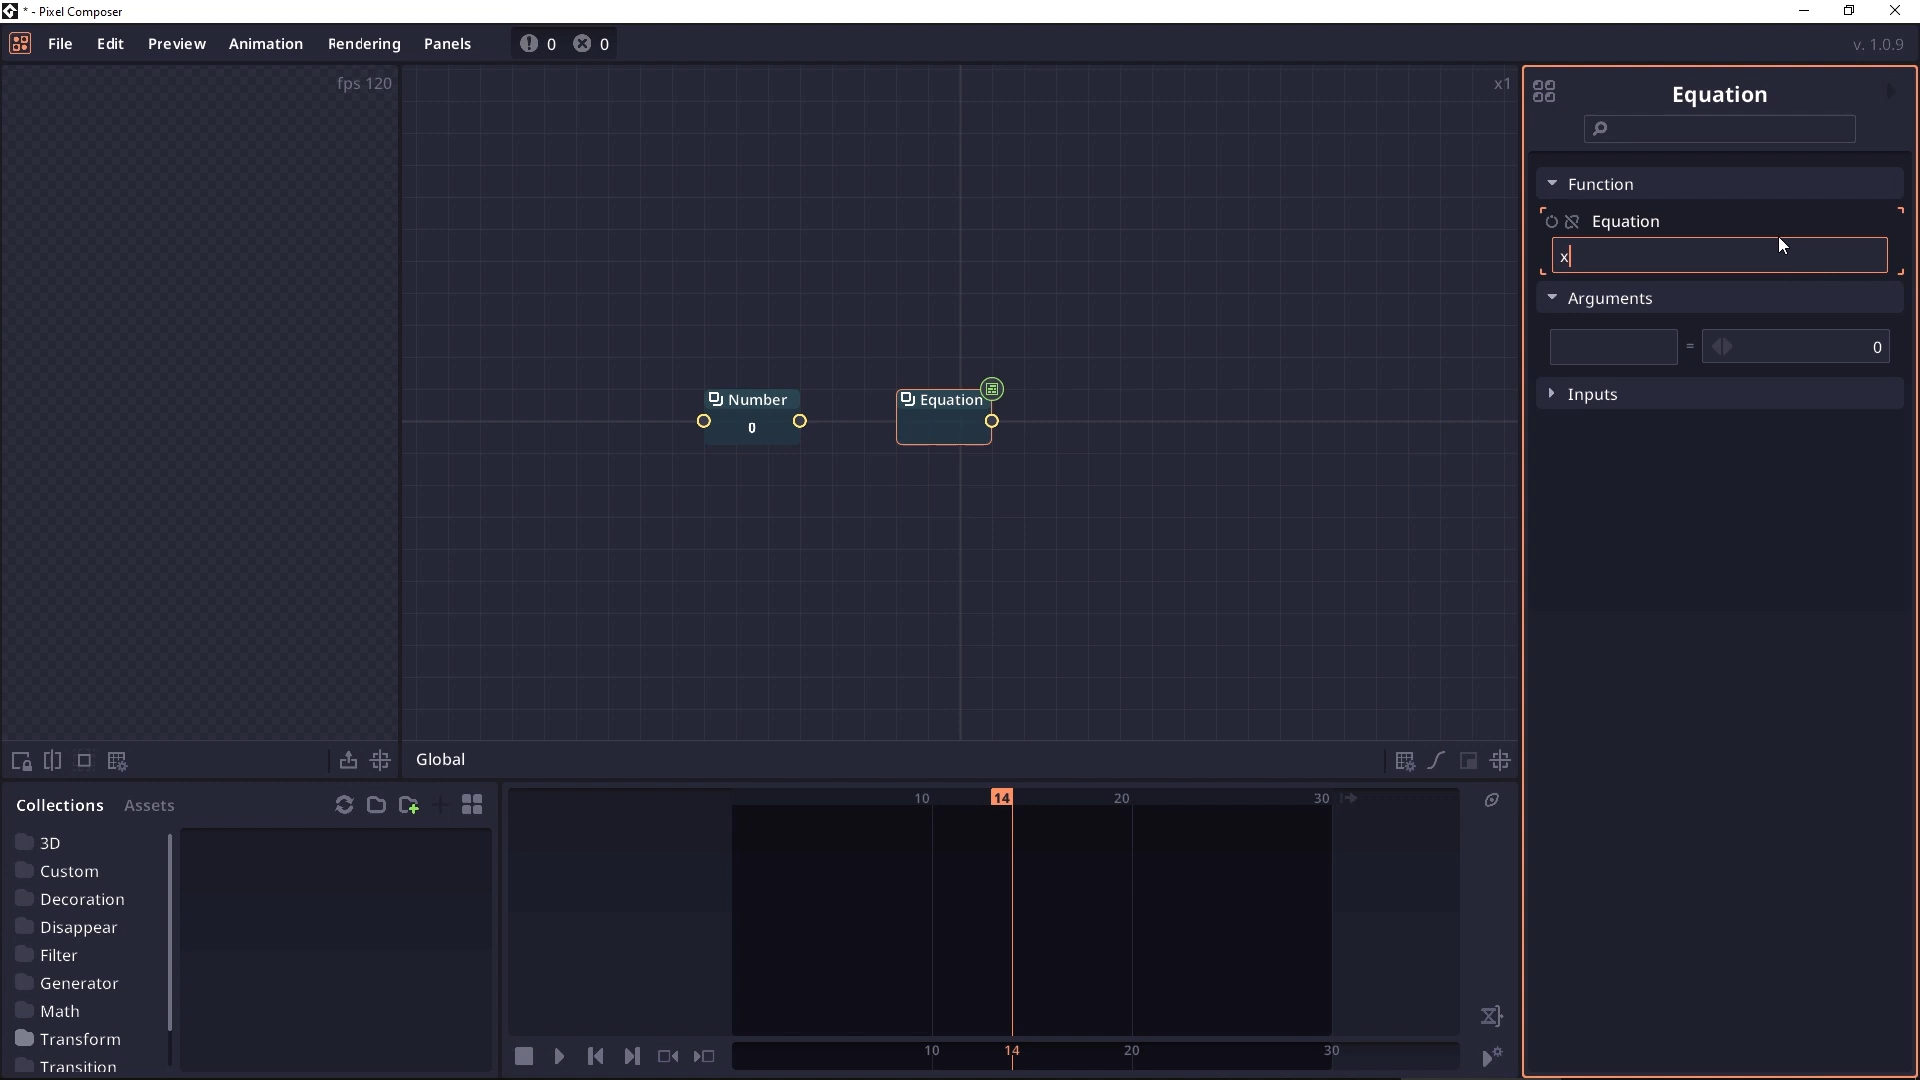 * - Pixel Composer
File Edit Preview Animation Rendering Panels 0 0 v. 1.0.9
fps 120
x1
Equation
Function
Equation
x
Arguments
= 0
Inputs
Number
0
Equation
Global
Collections Assets
3D
Custom
Decoration
Disappear
Filter
Generator
Math
Transform
Transition
10 14 20 30
10 14 20 30